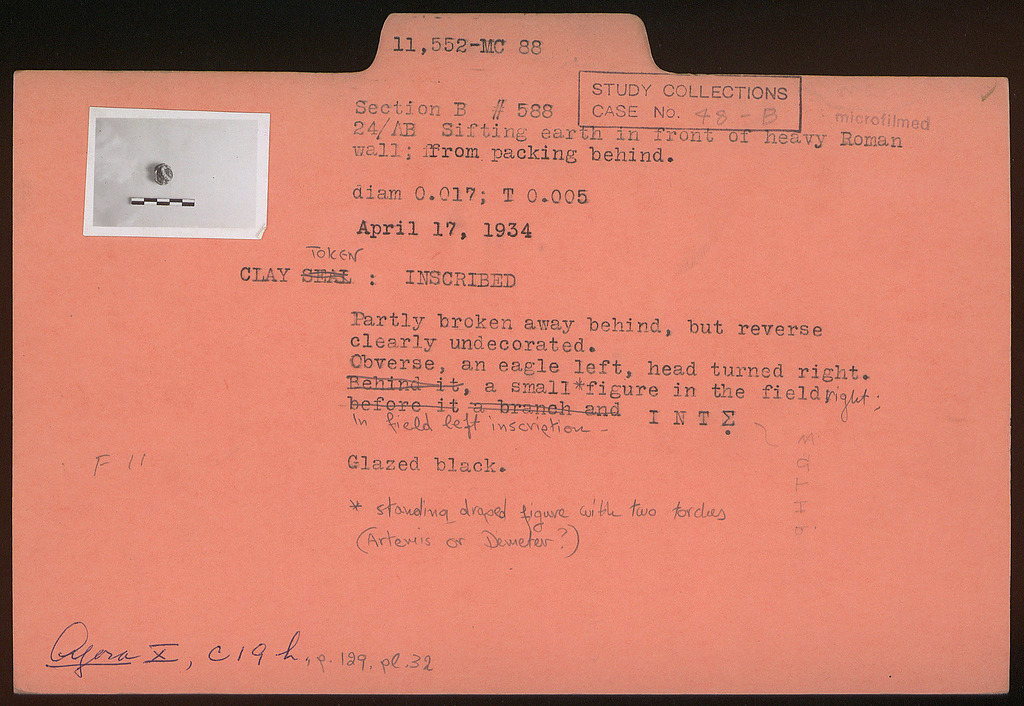 11,552-MC 88
STUDY COLLECTIONS
CASE No. 48 - B
microfilmed
Section B # 588
24/ΛB Sifting earth in front of heavy Roman
wall; from packing behind.
diam 0.017; T 0.005
April 17, 1934
TOKEN
CLAY SEAL : INSCRIBED
Partly broken away behind, but reverse
clearly undecorated.
Obverse, an eagle left, head turned right.
Behind it, a small*figure in the field right;
before it a branch and I N T Σ̣
In field left inscription -
F 11
Glazed black.
* standing draped figure with two torches
(Artemis or Demeter?)
Agora X, C19 h, p. 129, pl. 32